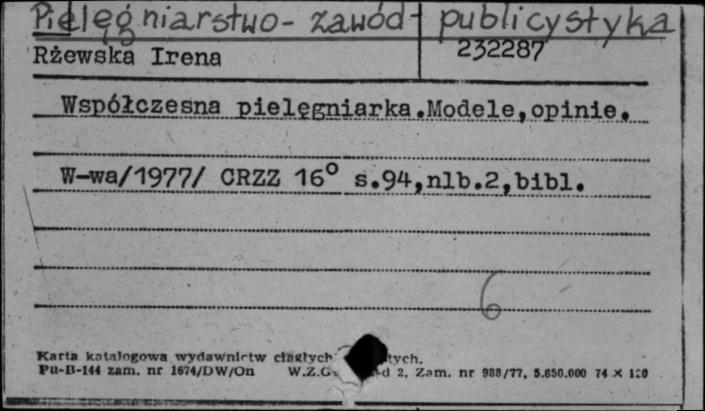 Pielęgniarstwo - zawód - publicystyka
Rżewska Irena 232287
Współczesna pielęgniarka.Modele,opinie.
W-wa/1977/ CRZZ 16° s.94,nlb.2,bibl.
6
Karta katalogowa wydawnictw ciągłych
Pu-B-144 zam. nr 1674/DW/On W.Z.G. 2, Zam. nr 988/77, 5.650.000 74 X 120